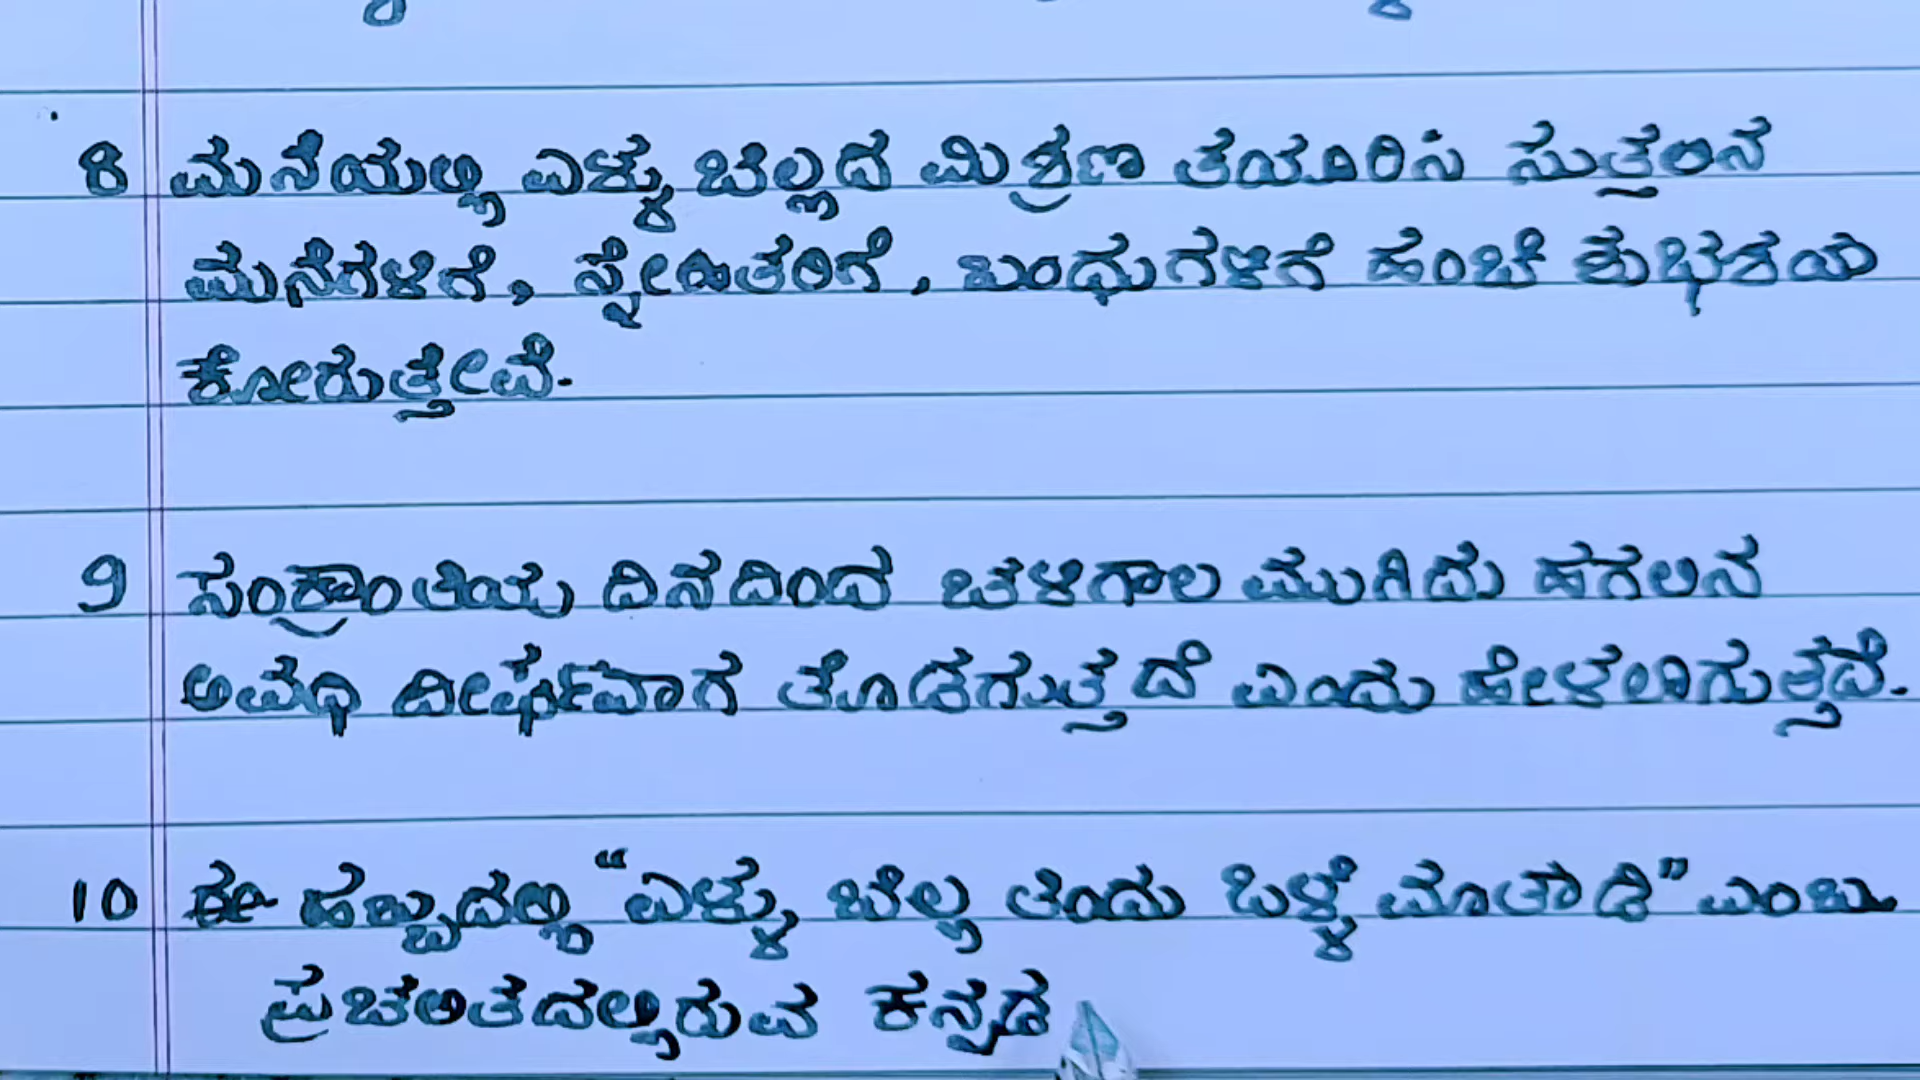 8 ಮನೆಯಲ್ಲಿ ಎಳ್ಳು ಬೆಲ್ಲದ ಮಿಶ್ರಣ ತಯಾರಿಸಿ ಸುತ್ತಲಿನ
ಮನೆಗಳಿಗೆ, ಸ್ನೇಹಿತರಿಗೆ, ಬಂಧುಗಳಿಗೆ ಹಂಚಿ ಶುಭಶಯ
ಕೋರುತ್ತೇವೆ.
9 ಸಂಕ್ರಾಂತಿಯ ದಿನದಿಂದ ಚಳಿಗಾಲ ಮುಗಿದು ಹಗಲಿನ
ಅವಧಿ ದೀರ್ಘವಾಗ ತೊಡಗುತ್ತದೆ ಎಂದು ಹೇಳಲಾಗುತ್ತದೆ.
10 ಈ ಹಬ್ಬದಲ್ಲಿ "ಎಳ್ಳು ಬೆಲ್ಲ ತಿಂದು ಒಳ್ಳೆ ಮಾತಾಡಿ" ಎಂಬ
ಪ್ರಚಲಿತದಲ್ಲಿರುವ ಕನ್ನಡ